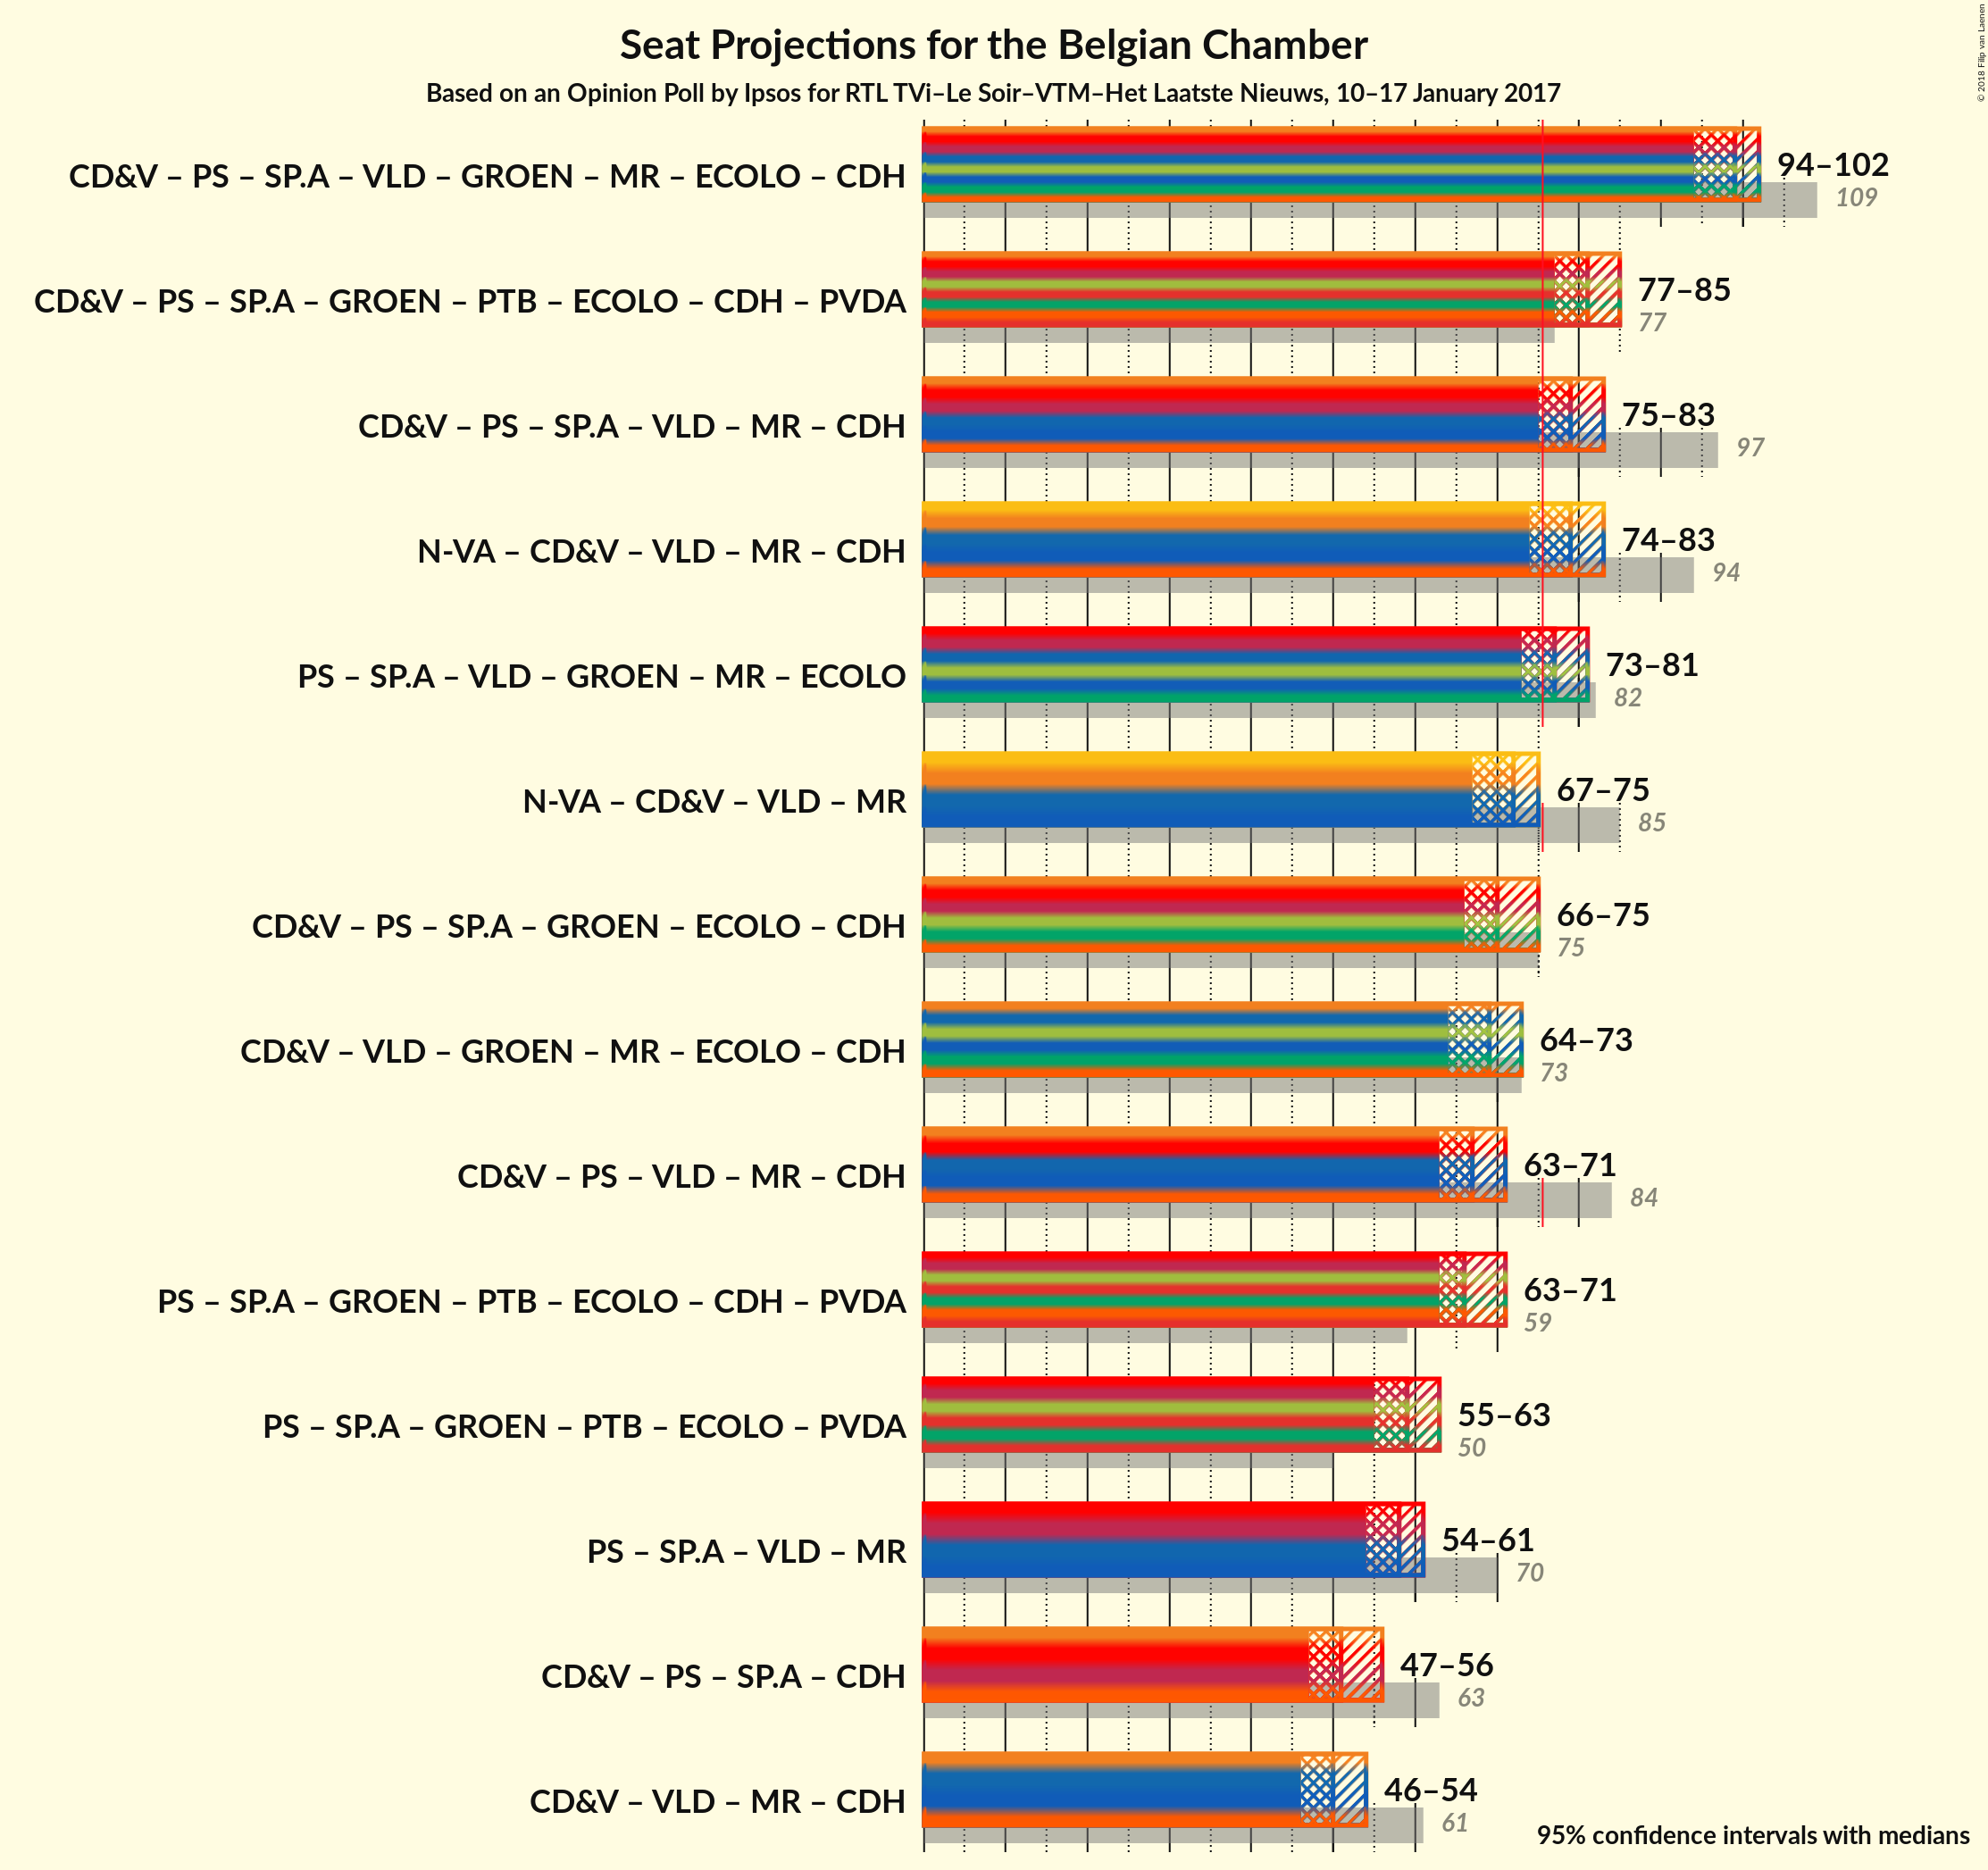 Seat Projections for the Belgian Chamber
Based on an Opinion Poll by Ipsos for RTL TVi–Le Soir–VTM–Het Laatste Nieuws, 10–17 January 2017
© 2018 Filip van Laenen
CD&V – PS – SP.A – VLD – GROEN – MR – ECOLO – CDH
94–102
109
CD&V – PS – SP.A – GROEN – PTB – ECOLO – CDH – PVDA
77–85
77
CD&V – PS – SP.A – VLD – MR – CDH
75–83
97
N-VA – CD&V – VLD – MR – CDH
74–83
94
PS – SP.A – VLD – GROEN – MR – ECOLO
73–81
82
N-VA – CD&V – VLD – MR
67–75
85
CD&V – PS – SP.A – GROEN – ECOLO – CDH
66–75
75
CD&V – VLD – GROEN – MR – ECOLO – CDH
64–73
73
CD&V – PS – VLD – MR – CDH
63–71
84
PS – SP.A – GROEN – PTB – ECOLO – CDH – PVDA
63–71
59
PS – SP.A – GROEN – PTB – ECOLO – PVDA
55–63
50
PS – SP.A – VLD – MR
54–61
70
CD&V – PS – SP.A – CDH
47–56
63
CD&V – VLD – MR – CDH
46–54
61
95% confidence intervals with medians